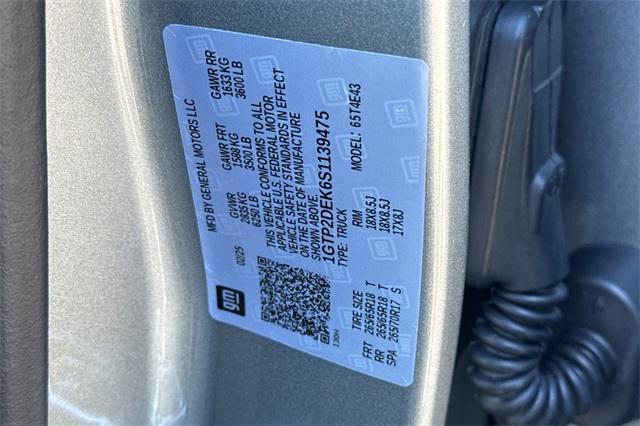 MFD BY GENERAL MOTORS LLC
02/25 GVWR GAWR FRT GAWR RR
2835 KG 1588 KG 1633 KG
6250 LB 3500 LB 3600 LB
THIS VEHICLE CONFORMS TO ALL
APPLICABLE U.S. FEDERAL MOTOR
VEHICLE SAFETY STANDARDS IN EFFECT
ON THE DATE OF MANUFACTURE
SHOWN ABOVE.
1GTP2DEK6S1139475
TYPE: TRUCK MODEL: 65T4E43
TIRE SIZE RIM
FRT 265/65R18 T 18X8.5J
RR 265/65R18 T 18X8.5J
SPA 265/70R17 S 17X8J
gm